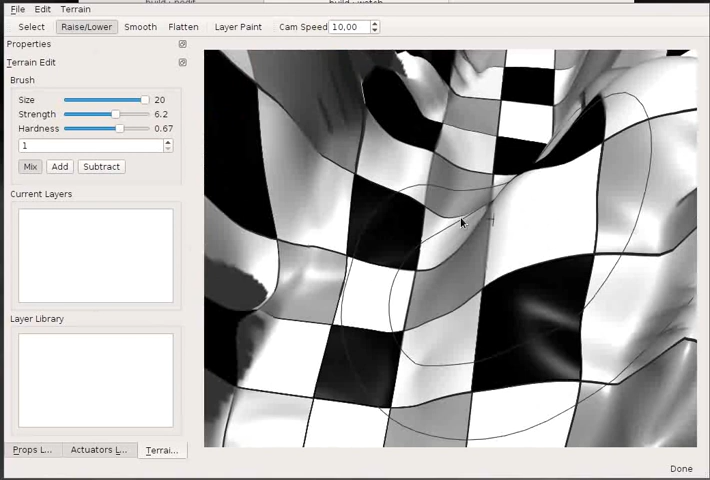 File Edit Terrain
Select Raise/Lower Smooth Flatten Layer Paint Cam Speed 10.00
Properties
Terrain Edit
Brush
Size 20
Strength 6.2
Hardness 0.67
1
Mix Add Subtract
Current Layers
Layer Library
Props L... Actuators L... Terrai...
Done